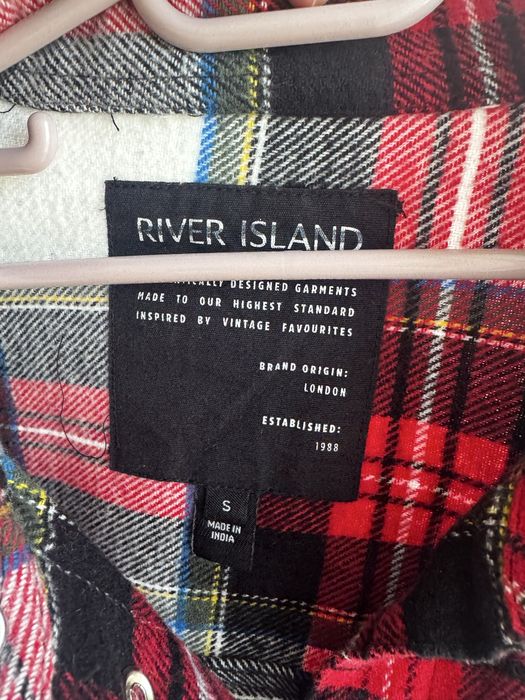 RIVER ISLAND
DESIGNED GARMENTS
MADE TO OUR HIGHEST STANDARD
INSPIRED BY VINTAGE FAVOURITES
BRAND ORIGIN:
LONDON
ESTABLISHED:
1988
S
MADE IN
INDIA